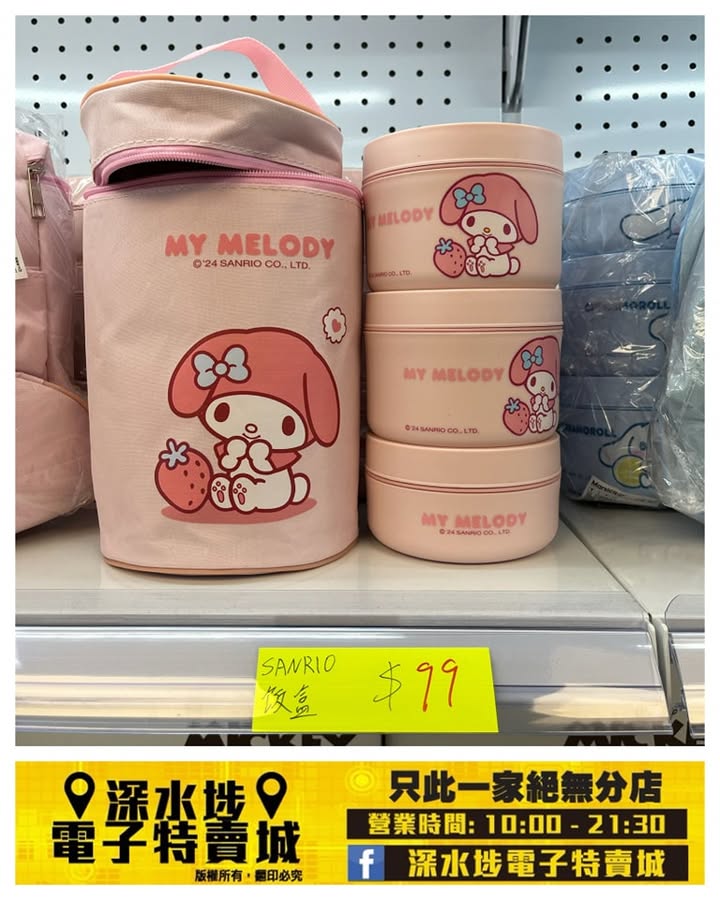 MY MELODY
©'24 SANRIO CO., LTD.
MY MELODY
MY MELODY
© '24 SANRIO CO., LTD.
MY MELODY
© '24 SANRIO CO., LTD.
SANRIO
饭盒
$99
深水埗
電子特賣城
版權所有,翻印必究
只此一家絕無分店
營業時間: 10:00 - 21:30
f 深水埗電子特賣城